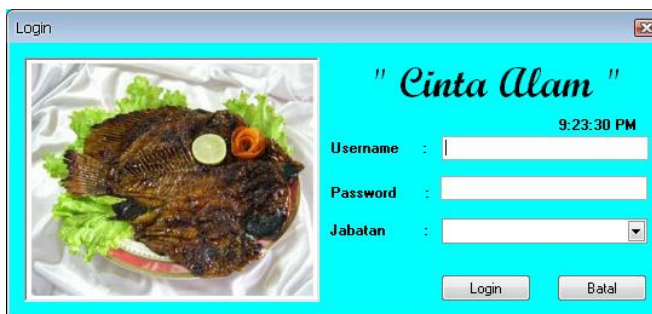 Login
" Cinta Alam "
9:23:30 PM
Username :
Password :
Jabatan :
Login Batal